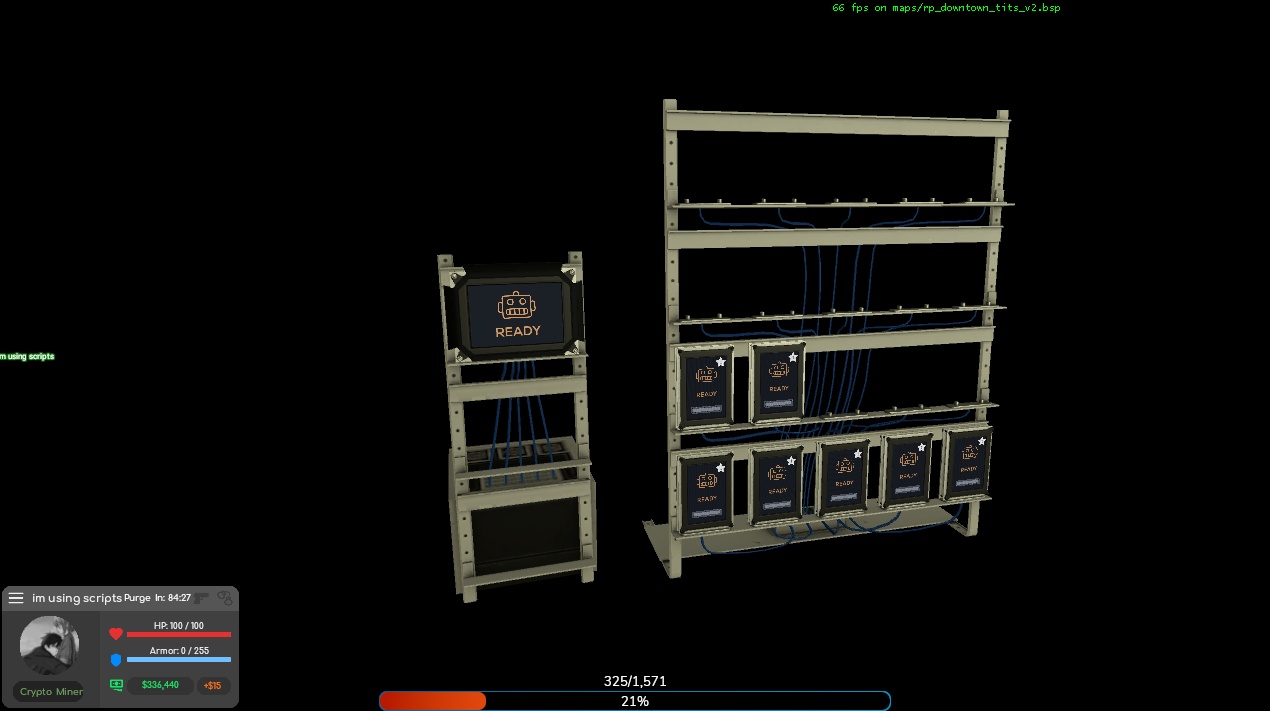 66 fps on maps/rp_downtown_tits_v2.bsp
READY
READY
READY
m using scripts
READY
READY
READY
READY
READY
im using scripts Purge In: 84:27
HP: 100 / 100
Armor: 0 / 255
Crypto Miner
$336,440
+$15
325/1,571
21%